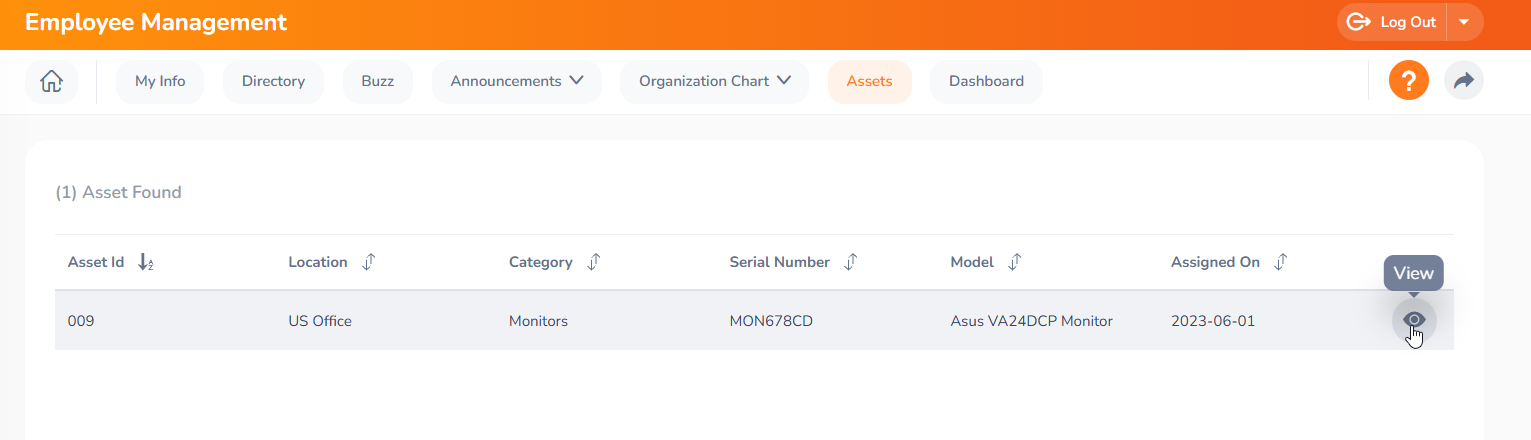 Employee Management
Log Out
My Info
Directory
Buzz
Announcements
Organization Chart
Assets
?
Dashboard
(1) Asset Found
Asset Id
Location
Category
Serial Number
Model
Assigned On
View
009
US Office
Monitors
MON678CD
Asus VA24DCP Monitor
2023-06-01